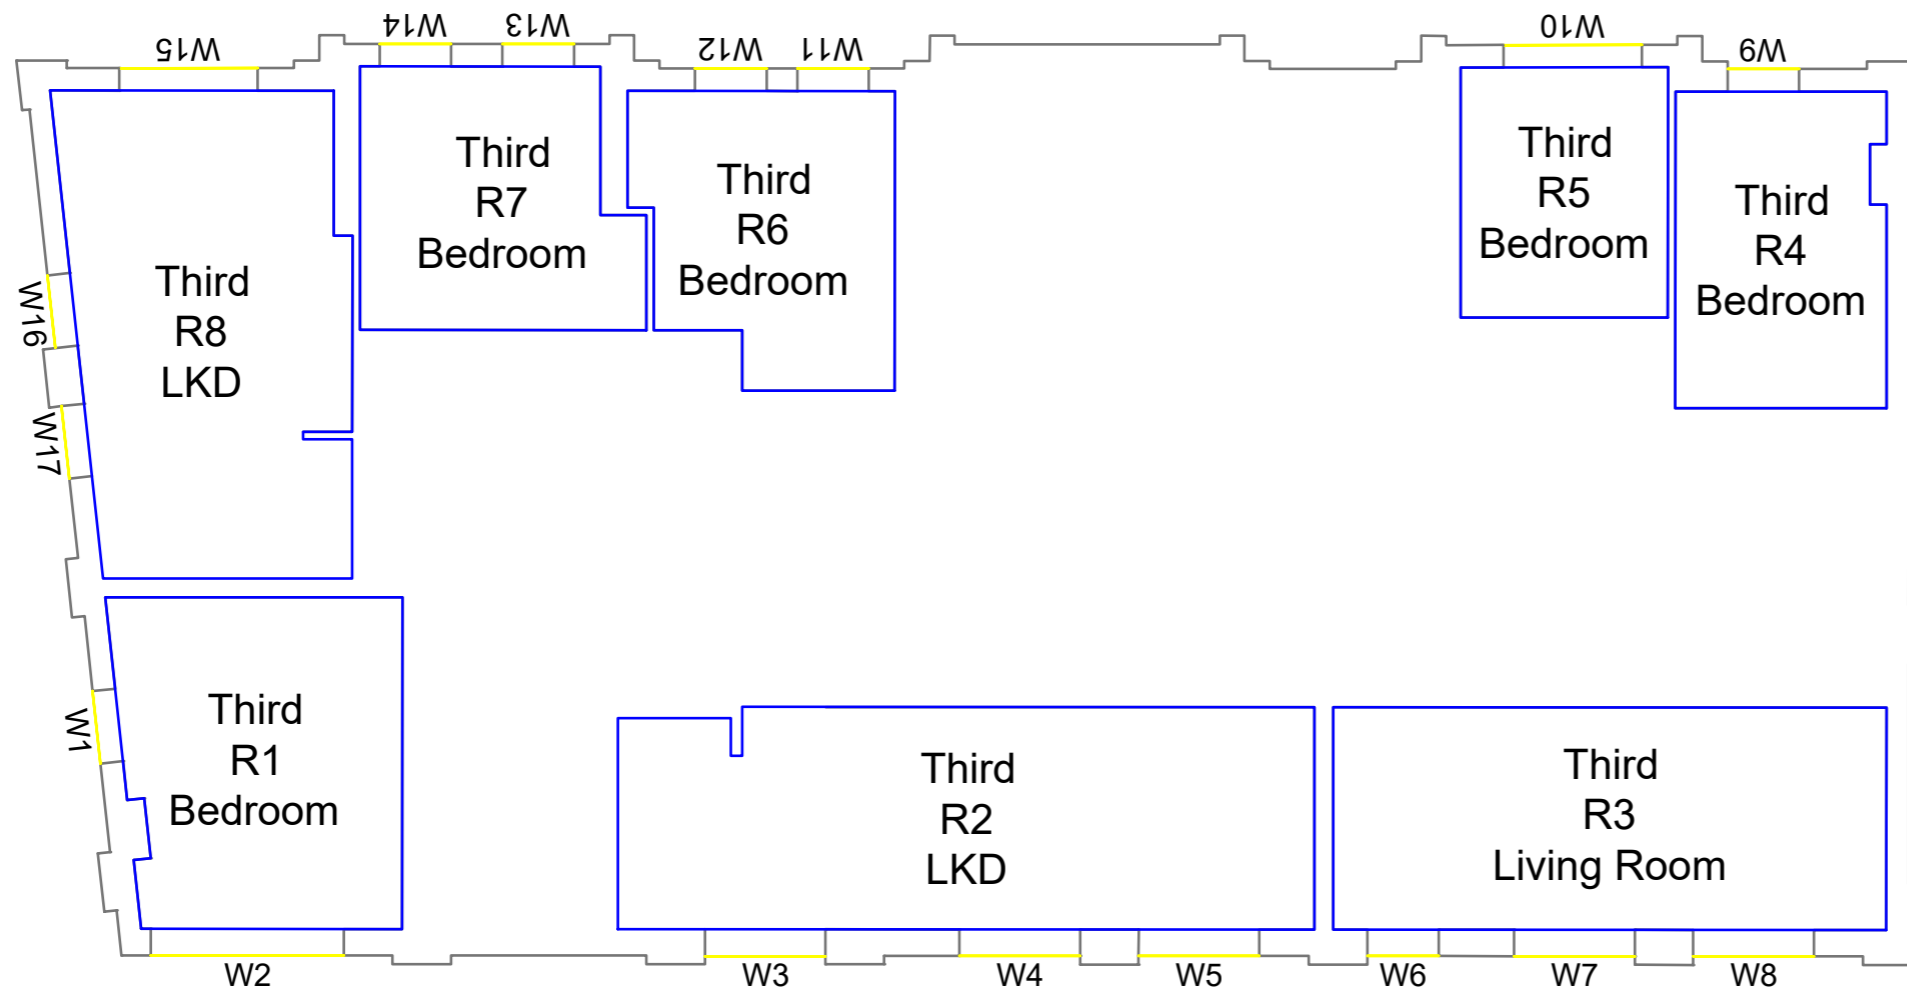 W15
W14
W13
W12
W11
W10
W9
Third
R8
LKD
Third
R7
Bedroom
Third
R6
Bedroom
Third
R5
Bedroom
Third
R4
Bedroom
W16
W17
W1
Third
R1
Bedroom
Third
R2
LKD
Third
R3
Living Room
W2
W3
W4
W5
W6
W7
W8